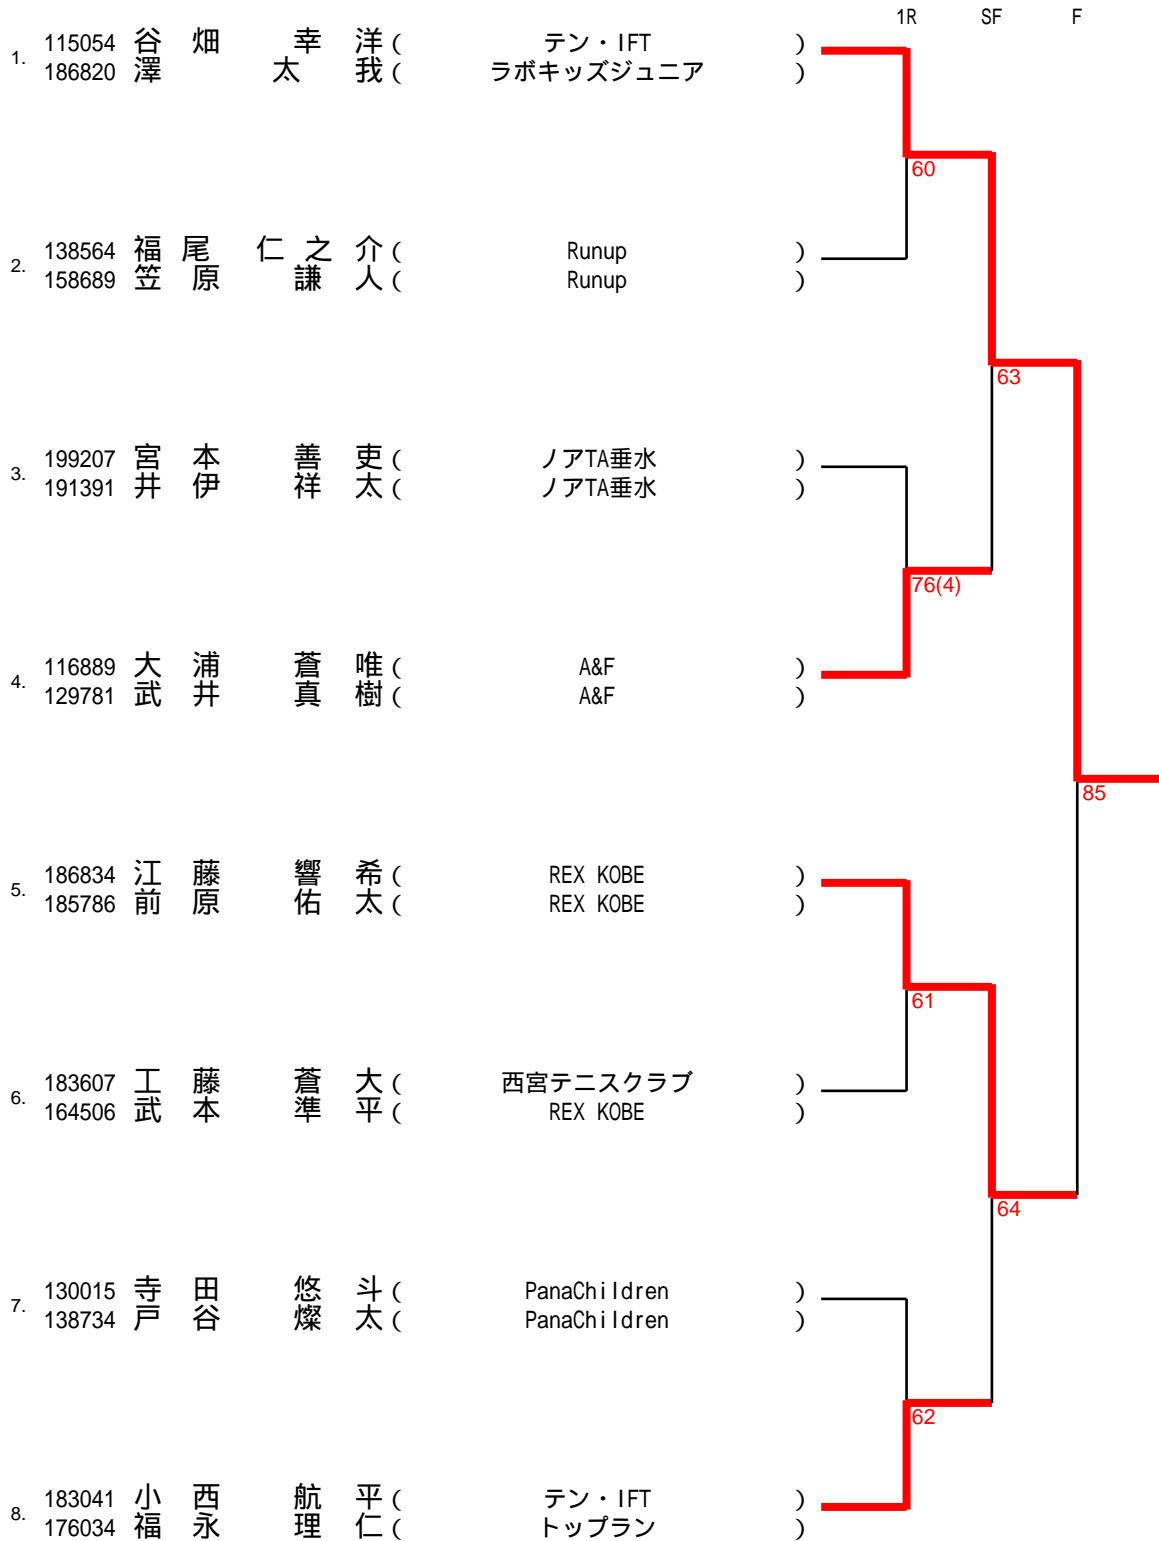 1R SF F
1. 115054 谷畑 幸洋 ( テン・IFT )
186820 澤 太我 ( ラボキッズジュニア )
60
2. 138564 福尾 仁之介 ( Runup )
158689 笠原 謙人 ( Runup )
63
3. 199207 宮本 善吏 ( ノアTA垂水 )
191391 井伊 祥太 ( ノアTA垂水 )
76(4)
4. 116889 大浦 蒼唯 ( A&F )
129781 武井 真樹 ( A&F )
85
5. 186834 江藤 響希 ( REX KOBE )
185786 前原 佑太 ( REX KOBE )
61
6. 183607 工藤 蒼大 ( 西宮テニスクラブ )
164506 武本 準平 ( REX KOBE )
64
7. 130015 寺田 悠斗 ( PanaChildren )
138734 戸谷 燦太 ( PanaChildren )
62
8. 183041 小西 航平 ( テン・IFT )
176034 福永 理仁 ( トップラン )